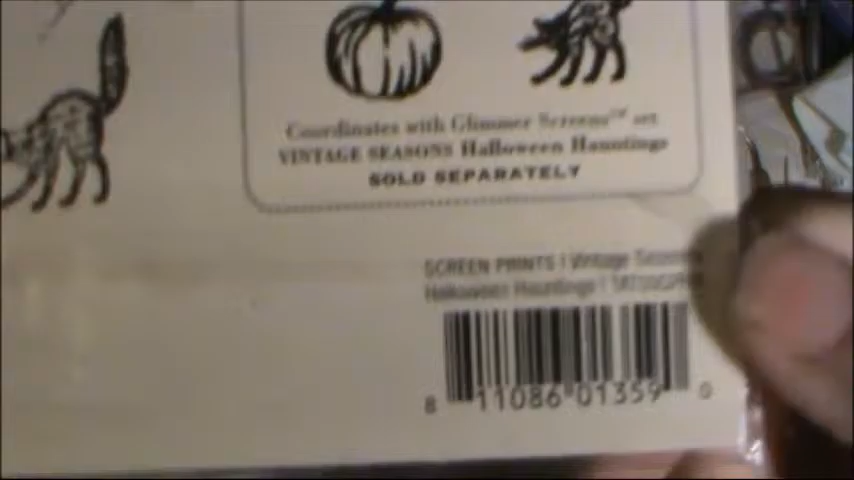 Coordinates with Glimmer Screens™ set
VINTAGE SEASONS Halloween Hauntings
SOLD SEPARATELY
SCREEN PRINTS | Vintage
Halloween Hauntings |
8 11086 01359 0